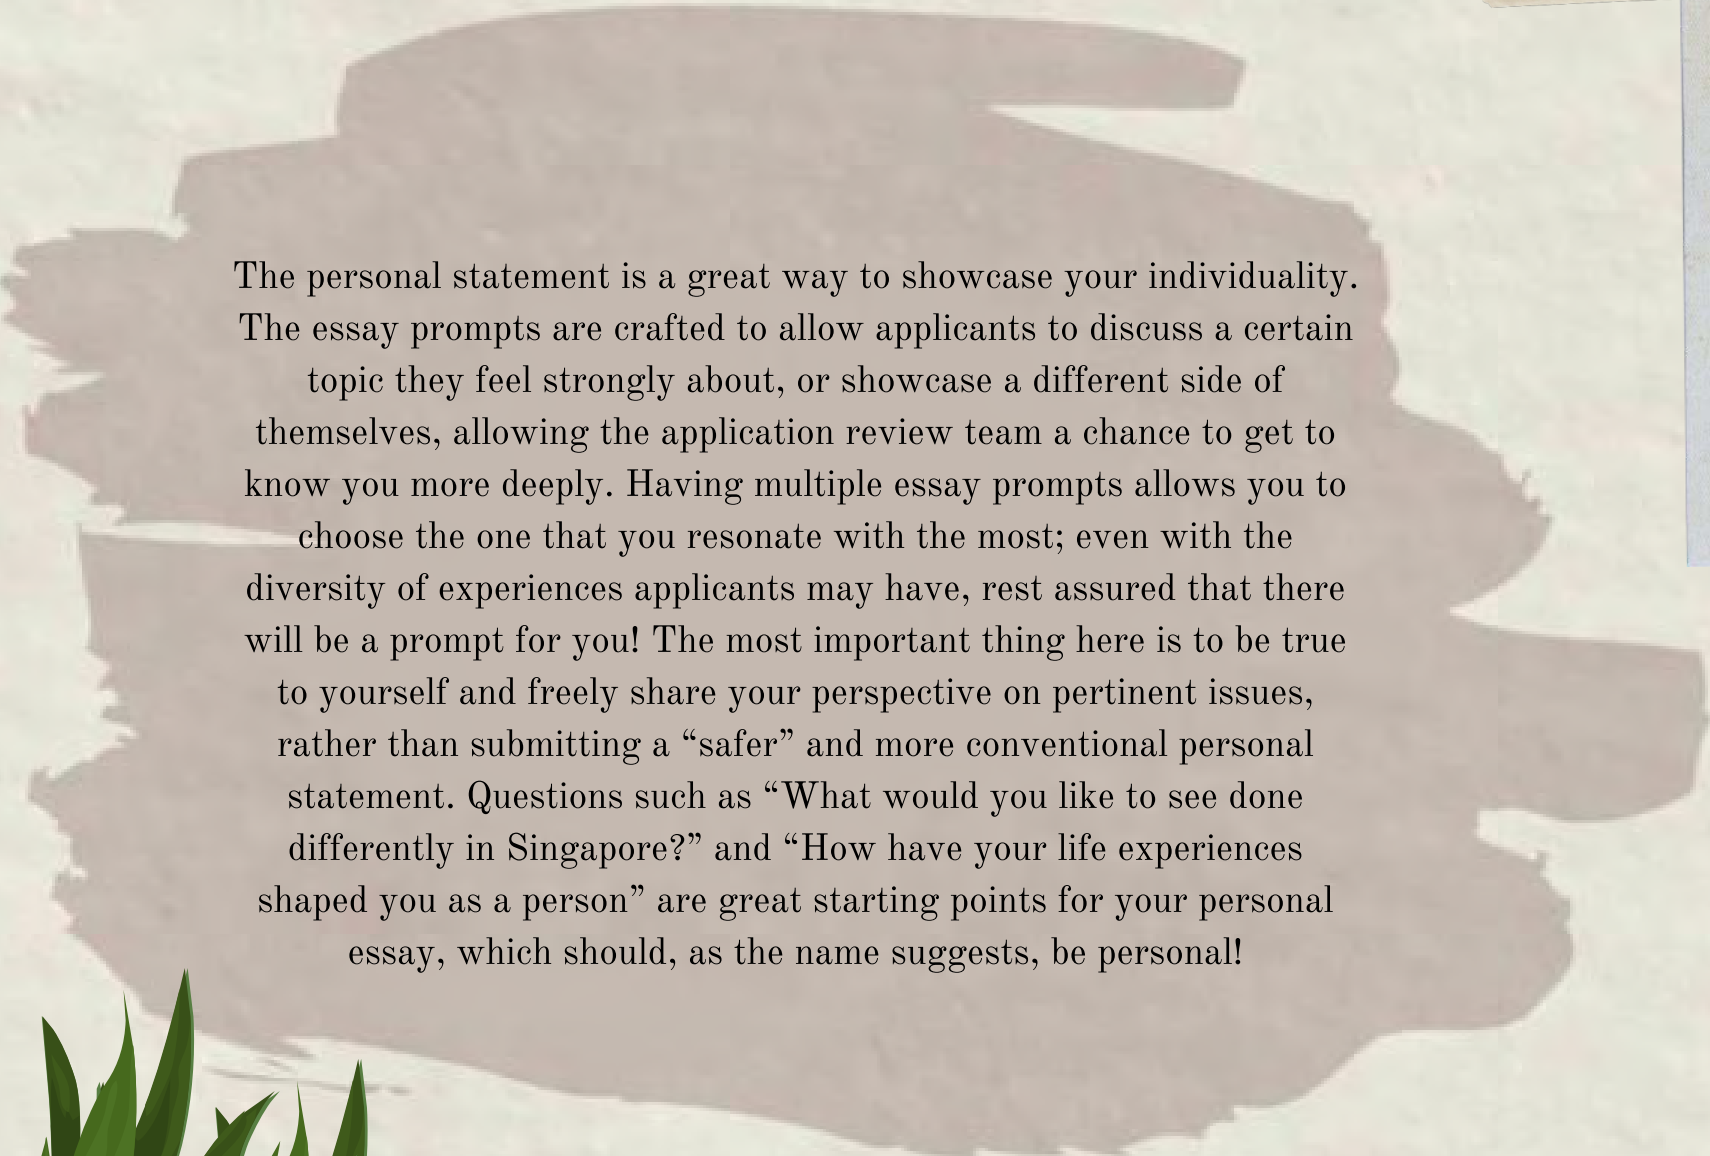 The personal statement is a great way to showcase your individuality.
The essay prompts are crafted to allow applicants to discuss a certain
topic they feel strongly about, or showcase a different side of
themselves, allowing the application review team a chance to get to
know you more deeply. Having multiple essay prompts allows you to
choose the one that you resonate with the most; even with the
diversity of experiences applicants may have, rest assured that there
will be a prompt for you! The most important thing here is to be true
to yourself and freely share your perspective on pertinent issues,
rather than submitting a “safer” and more conventional personal
statement. Questions such as “What would you like to see done
differently in Singapore?” and “How have your life experiences
shaped you as a person” are great starting points for your personal
essay, which should, as the name suggests, be personal!